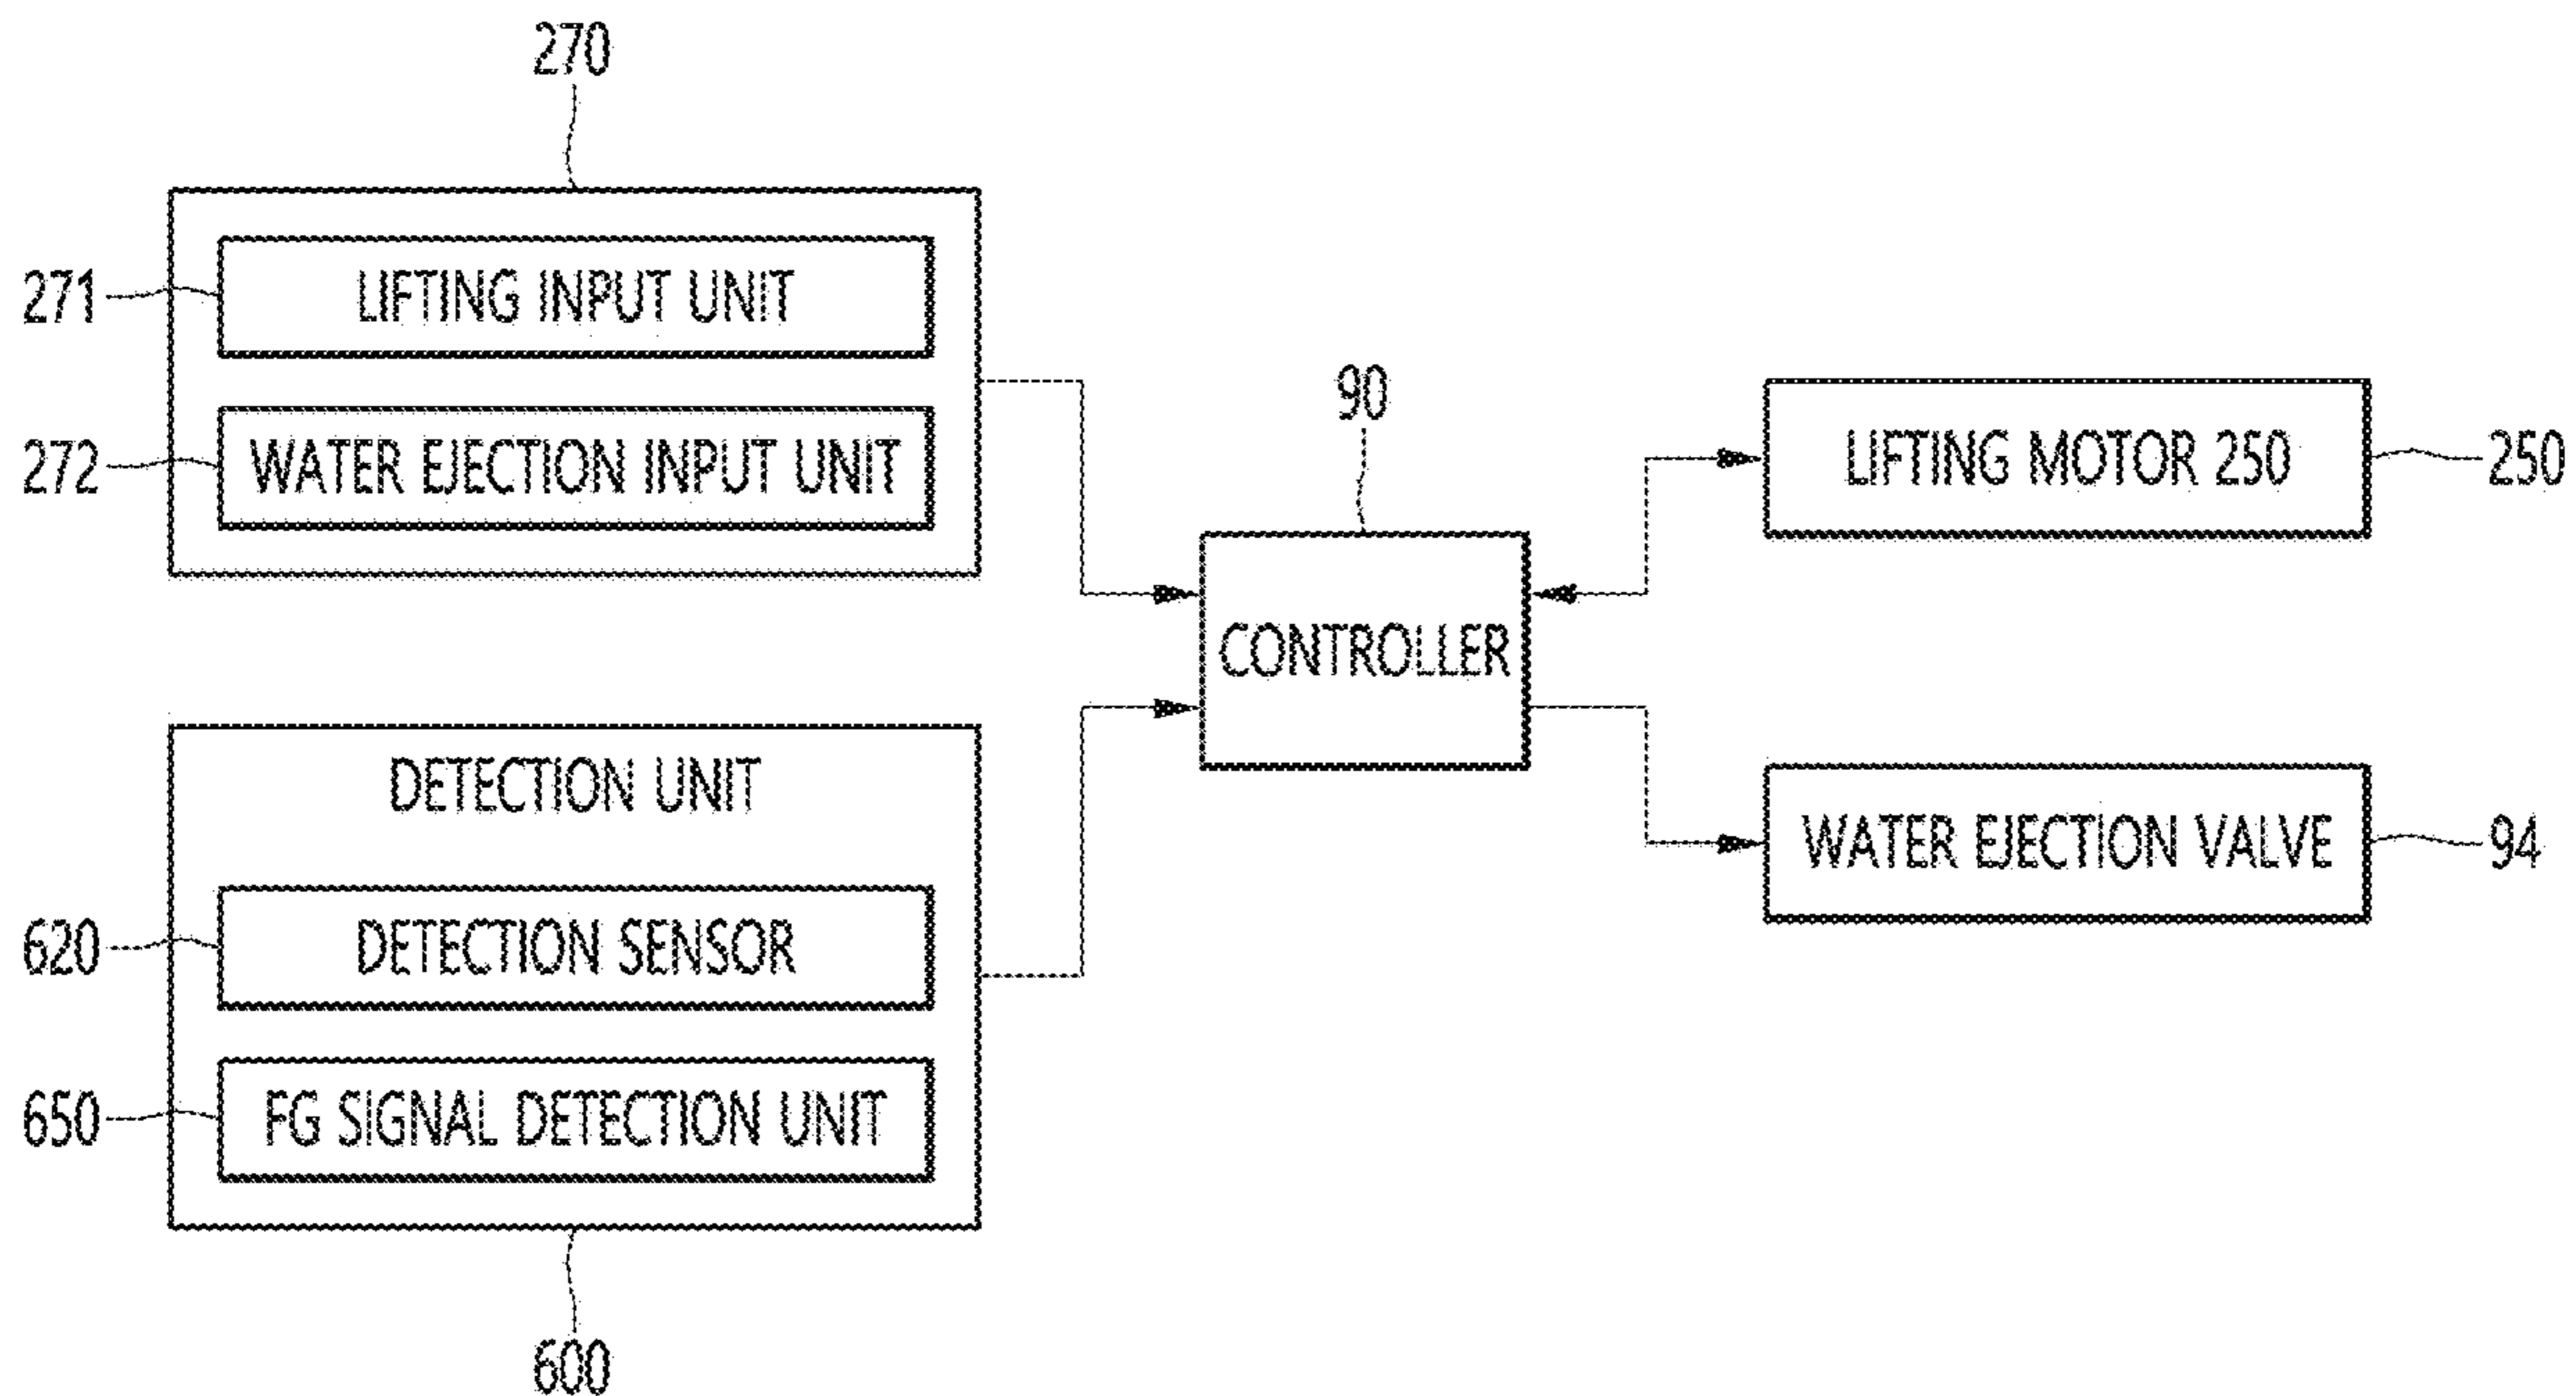 270
271
LIFTING INPUT UNIT
272
WATER EJECTION INPUT UNIT
90
CONTROLLER
LIFTING MOTOR 250
250
DETECTION UNIT
WATER EJECTION VALVE
94
620
DETECTION SENSOR
650
FG SIGNAL DETECTION UNIT
600